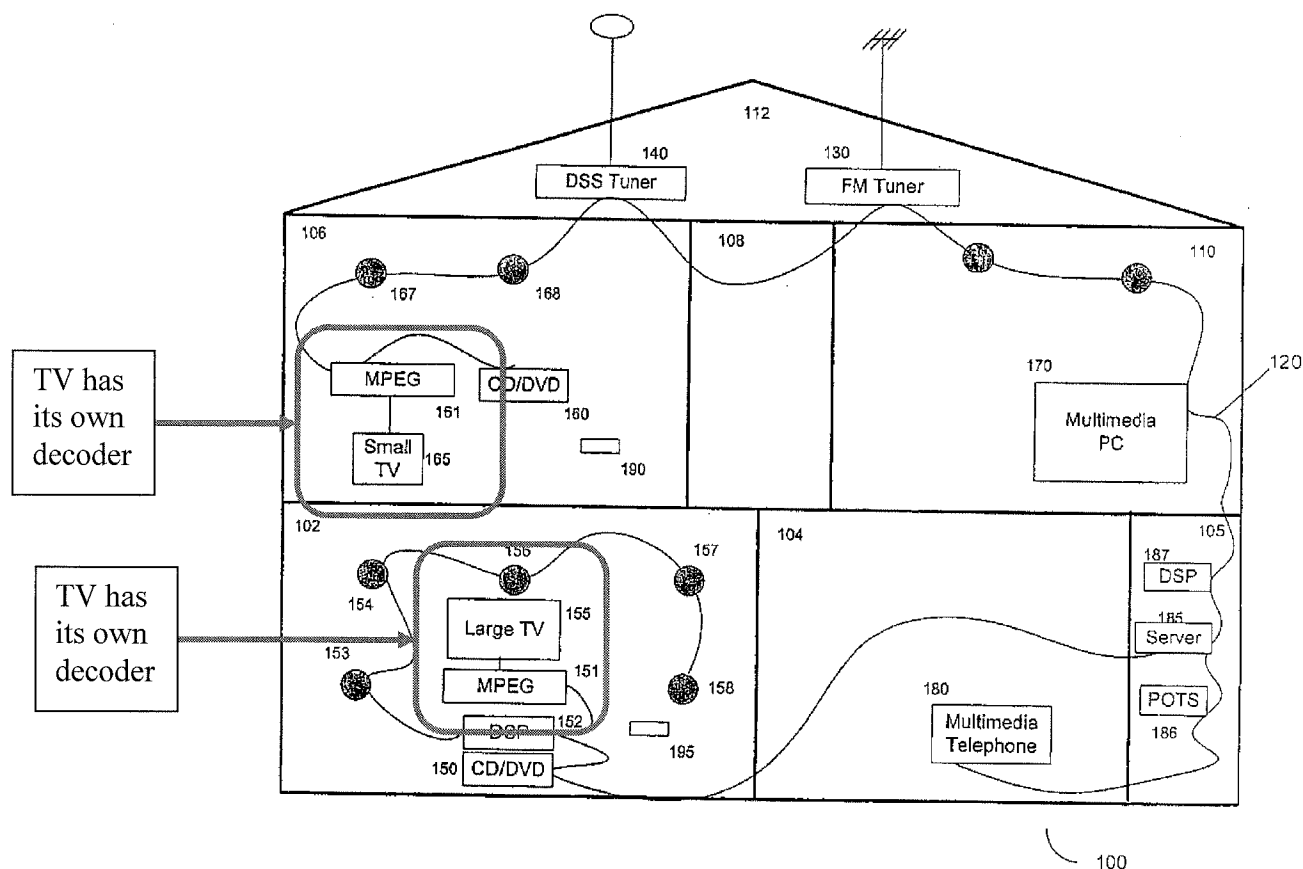 112
140
130
DSS Tuner
FM Tuner
106
108
110
167
168
TV has
its own
decoder
MPEG
161
CD/DVD
160
Small
TV
165
190
170
Multimedia
PC
120
102
104
105
156
157
187
DSP
154
155
Large TV
185
Server
TV has
its own
decoder
153
151
MPEG
158
180
Multimedia
Telephone
POTS
186
152
DSP
195
150
CD/DVD
100